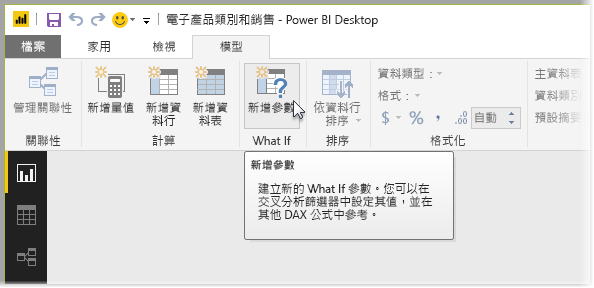 電子產品類別和銷售 - Power BI Desktop
檔案 家用 檢視 模型
管理關聯性
新增量值
新增資料行
新增資料表
新增參數
依資料行排序
資料類型：
格式：
$ % , .00 自動
主資料表
資料類別
預設摘要
關聯性 計算 What If 排序 格式化
新增參數
建立新的 What If 參數。您可以在
交叉分析篩選器中設定其值，並在
其他 DAX 公式中參考。